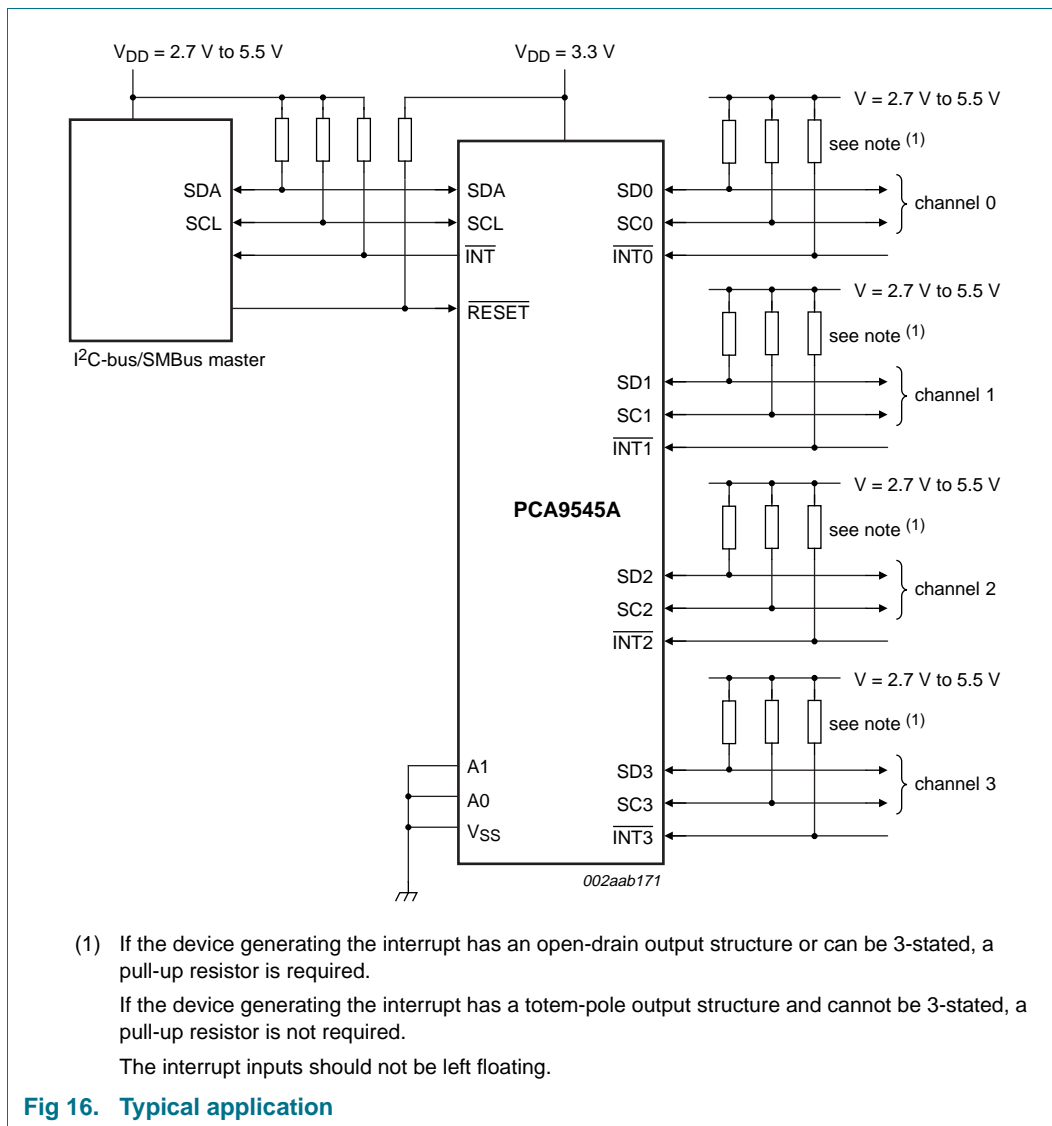 VDD = 2.7 V to 5.5 V
VDD = 3.3 V
V = 2.7 V to 5.5 V
see note (1)
SDA
SDA
SD0
channel 0
SCL
SCL
SC0
INT
INT0
RESET
V = 2.7 V to 5.5 V
I2C-bus/SMBus master
see note (1)
SD1
channel 1
SC1
INT1
V = 2.7 V to 5.5 V
PCA9545A
see note (1)
SD2
channel 2
SC2
INT2
V = 2.7 V to 5.5 V
see note (1)
A1
SD3
channel 3
A0
SC3
VSS
INT3
002aab171
(1) If the device generating the interrupt has an open-drain output structure or can be 3-stated, a
pull-up resistor is required.
If the device generating the interrupt has a totem-pole output structure and cannot be 3-stated, a
pull-up resistor is not required.
The interrupt inputs should not be left floating.
Fig 16. Typical application